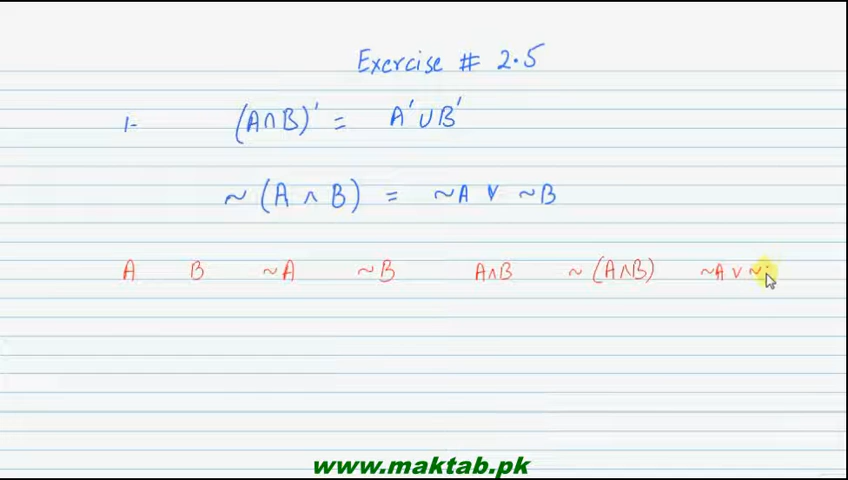 Exercise # 2.5
1- (A∩B)' = A' ∪ B'
~ (A ∧ B) = ~A ∨ ~B
A B ~A ~B A∧B ~ (A∧B) ~A ∨ ~
www.maktab.pk